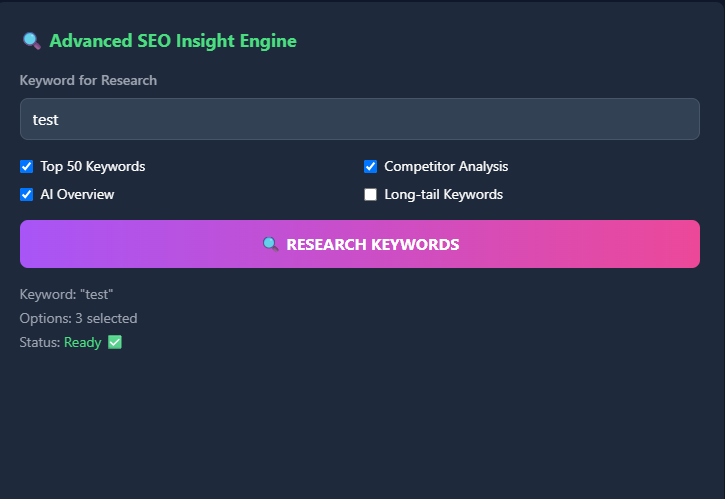 🔍 Advanced SEO Insight Engine
Keyword for Research
test
Top 50 Keywords
Competitor Analysis
AI Overview
Long-tail Keywords
🔍 RESEARCH KEYWORDS
Keyword: "test"
Options: 3 selected
Status: Ready ✅